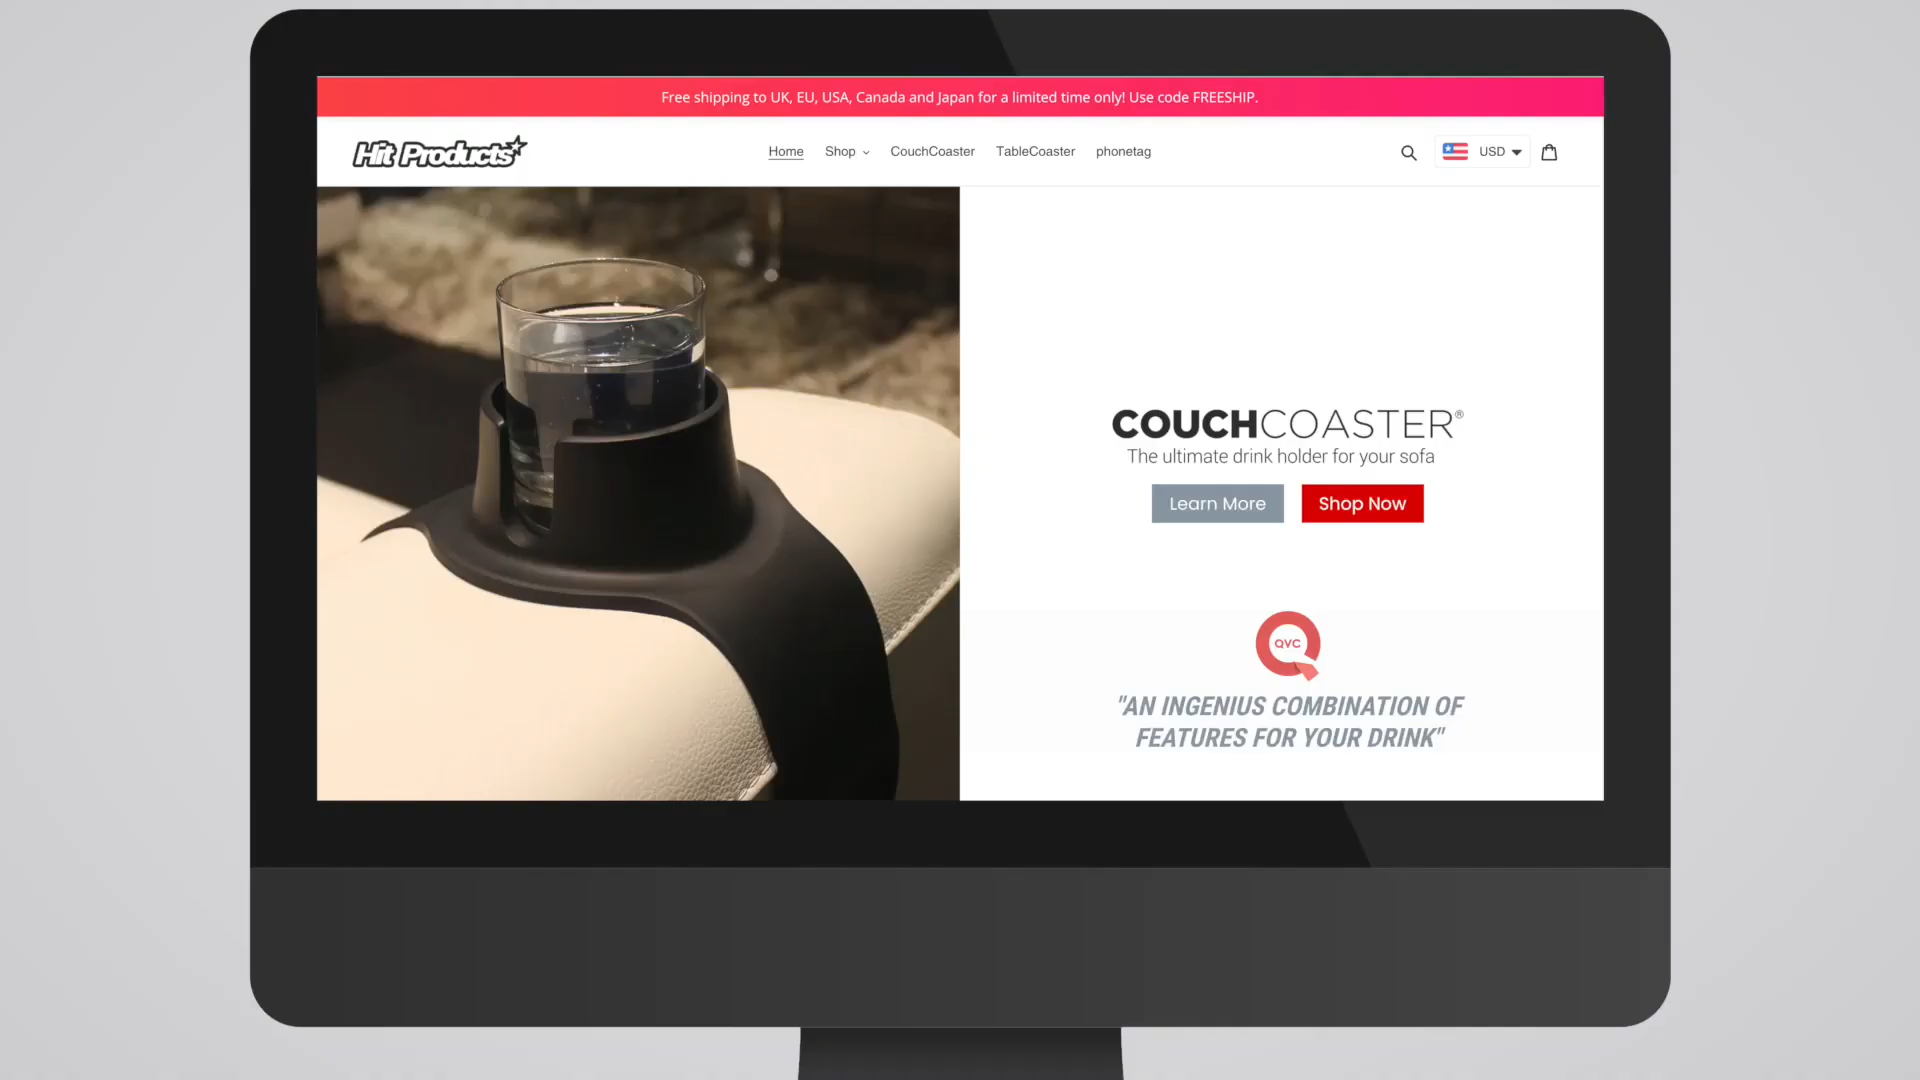 Free shipping to UK, EU, USA, Canada and Japan for a limited time only! Use code FREESHIP.
Hit Products
Home Shop CouchCoaster TableCoaster phonetag
USD
COUCHCOASTER®
The ultimate drink holder for your sofa
Learn More Shop Now
QVC
"AN INGENIUS COMBINATION OF
FEATURES FOR YOUR DRINK"